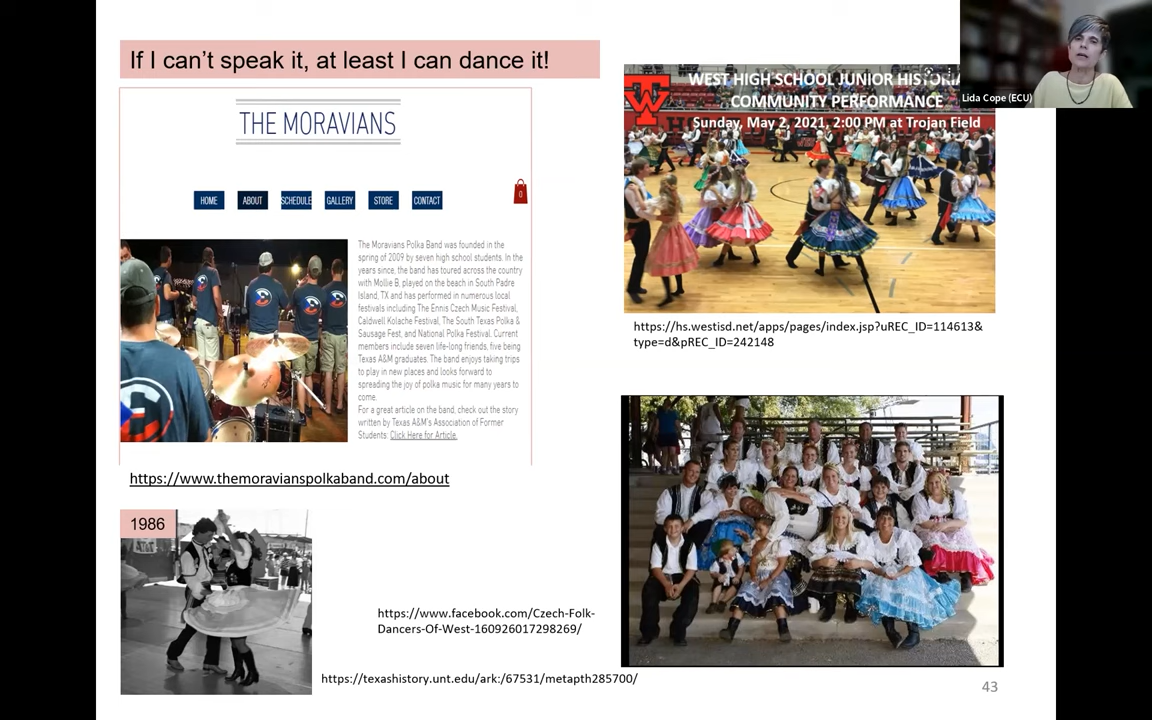 If I can't speak it, at least I can dance it!
THE MORAVIANS
HOME
ABOUT
SCHEDULE
GALLERY
STORE
CONTACT
0
The Moravians Polka Band was founded in the
spring of 2009 by seven high school students. In the
years since, the band has toured across the country
with Mollie B, played on the beach in South Padre
Island, TX and has performed in numerous local
festivals including The Ennis Czech Music Festival,
Caldwell Kolache Festival, The South Texas Polka &
Sausage Fest, and National Polka Festival. Current
members include seven life-long friends, five being
Texas A&M graduates. The band enjoys taking trips
to play in new places and looks forward to
spreading the joy of polka music for many years to
come.
For a great article on the band, check out the story
written by Texas A&M's Association of Former
Students: Click Here for Article.
https://www.themoravianspolkaband.com/about
1986
https://www.facebook.com/Czech-Folk-
Dancers-Of-West-160926017298269/
https://texashistory.unt.edu/ark:/67531/metapth285700/
WEST HIGH SCHOOL JUNIOR HISTORIA
COMMUNITY PERFORMANCE
Sunday, May 2, 2021, 2:00 PM at Trojan Field
https://hs.westisd.net/apps/pages/index.jsp?uREC_ID=114613&
type=d&pREC_ID=242148
Lida Cope (ECU)
43